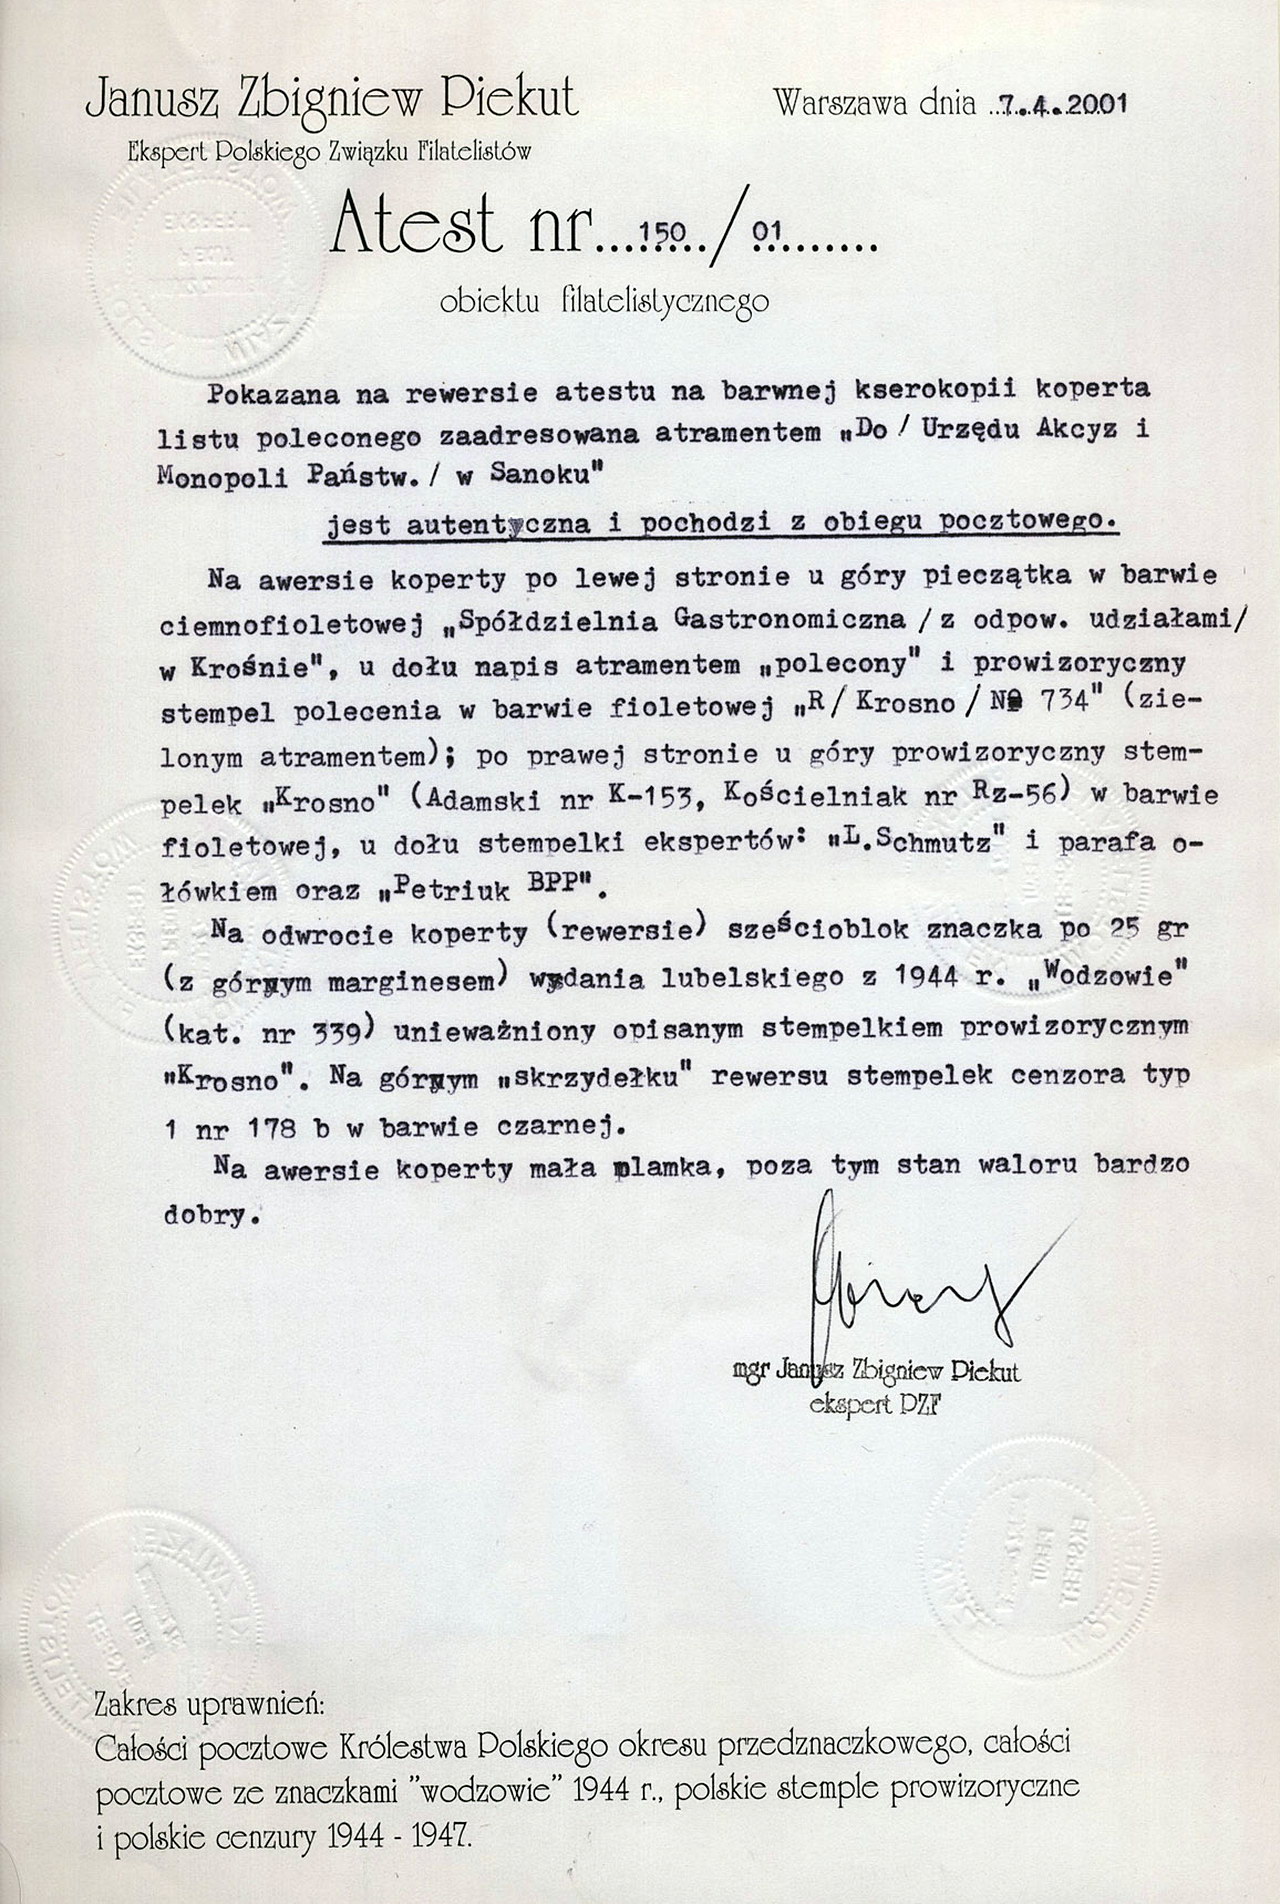 Janusz Zbigniew Piekut
Warszawa dnia ..7..4..2001
Ekspert Polskiego Związku Filatelistów
Atest nr...150../ 01........
obiektu filatelistycznego
Pokazana na rewersie atestu na barwnej kserokopii koperta
listu poleconego zaadresowana atramentem „Do / Urzędu Akcyz i
Monopoli Państw. / w Sanoku"
jest autentyczna i pochodzi z obiegu pocztowego.
Na awersie koperty po lewej stronie u góry pieczątka w barwie
ciemnofioletowej „Spółdzielnia Gastronomiczna / z odpow. udziałami/
w Krośnie", u dołu napis atramentem „polecony" i prowizoryczny
stempel polecenia w barwie fioletowej „R / Krosno / No 734" (zie-
lonym atramentem); po prawej stronie u góry prowizoryczny stem-
pelek „Krosno" (Adamski nr K-153, Kościelniak nr Rz-56) w barwie
fioletowej, u dołu stempelki ekspertów: „L.Schmutz" i parafa o-
łówkiem oraz „Petriuk BPP".
Na odwrocie koperty (rewersie) sześcioblok znaczka po 25 gr
(z górnym marginesem) wydania lubelskiego z 1944 r. „Wodzowie"
(kat. nr 339) unieważniony opisanym stempelkiem prowizorycznym
„Krosno". Na górnym „skrzydełku" rewersu stempelek cenzora typ
1 nr 178 b w barwie czarnej.
Na awersie koperty mała plamka, poza tym stan waloru bardzo
dobry.
mgr Janusz Zbigniew Piekut
ekspert PZF
Zakres uprawnień:
Całości pocztowe Królestwa Polskiego okresu przedznaczkowego, całości
pocztowe ze znaczkami "wodzowie" 1944 r., polskie stemple prowizoryczne
i polskie cenzury 1944 - 1947.